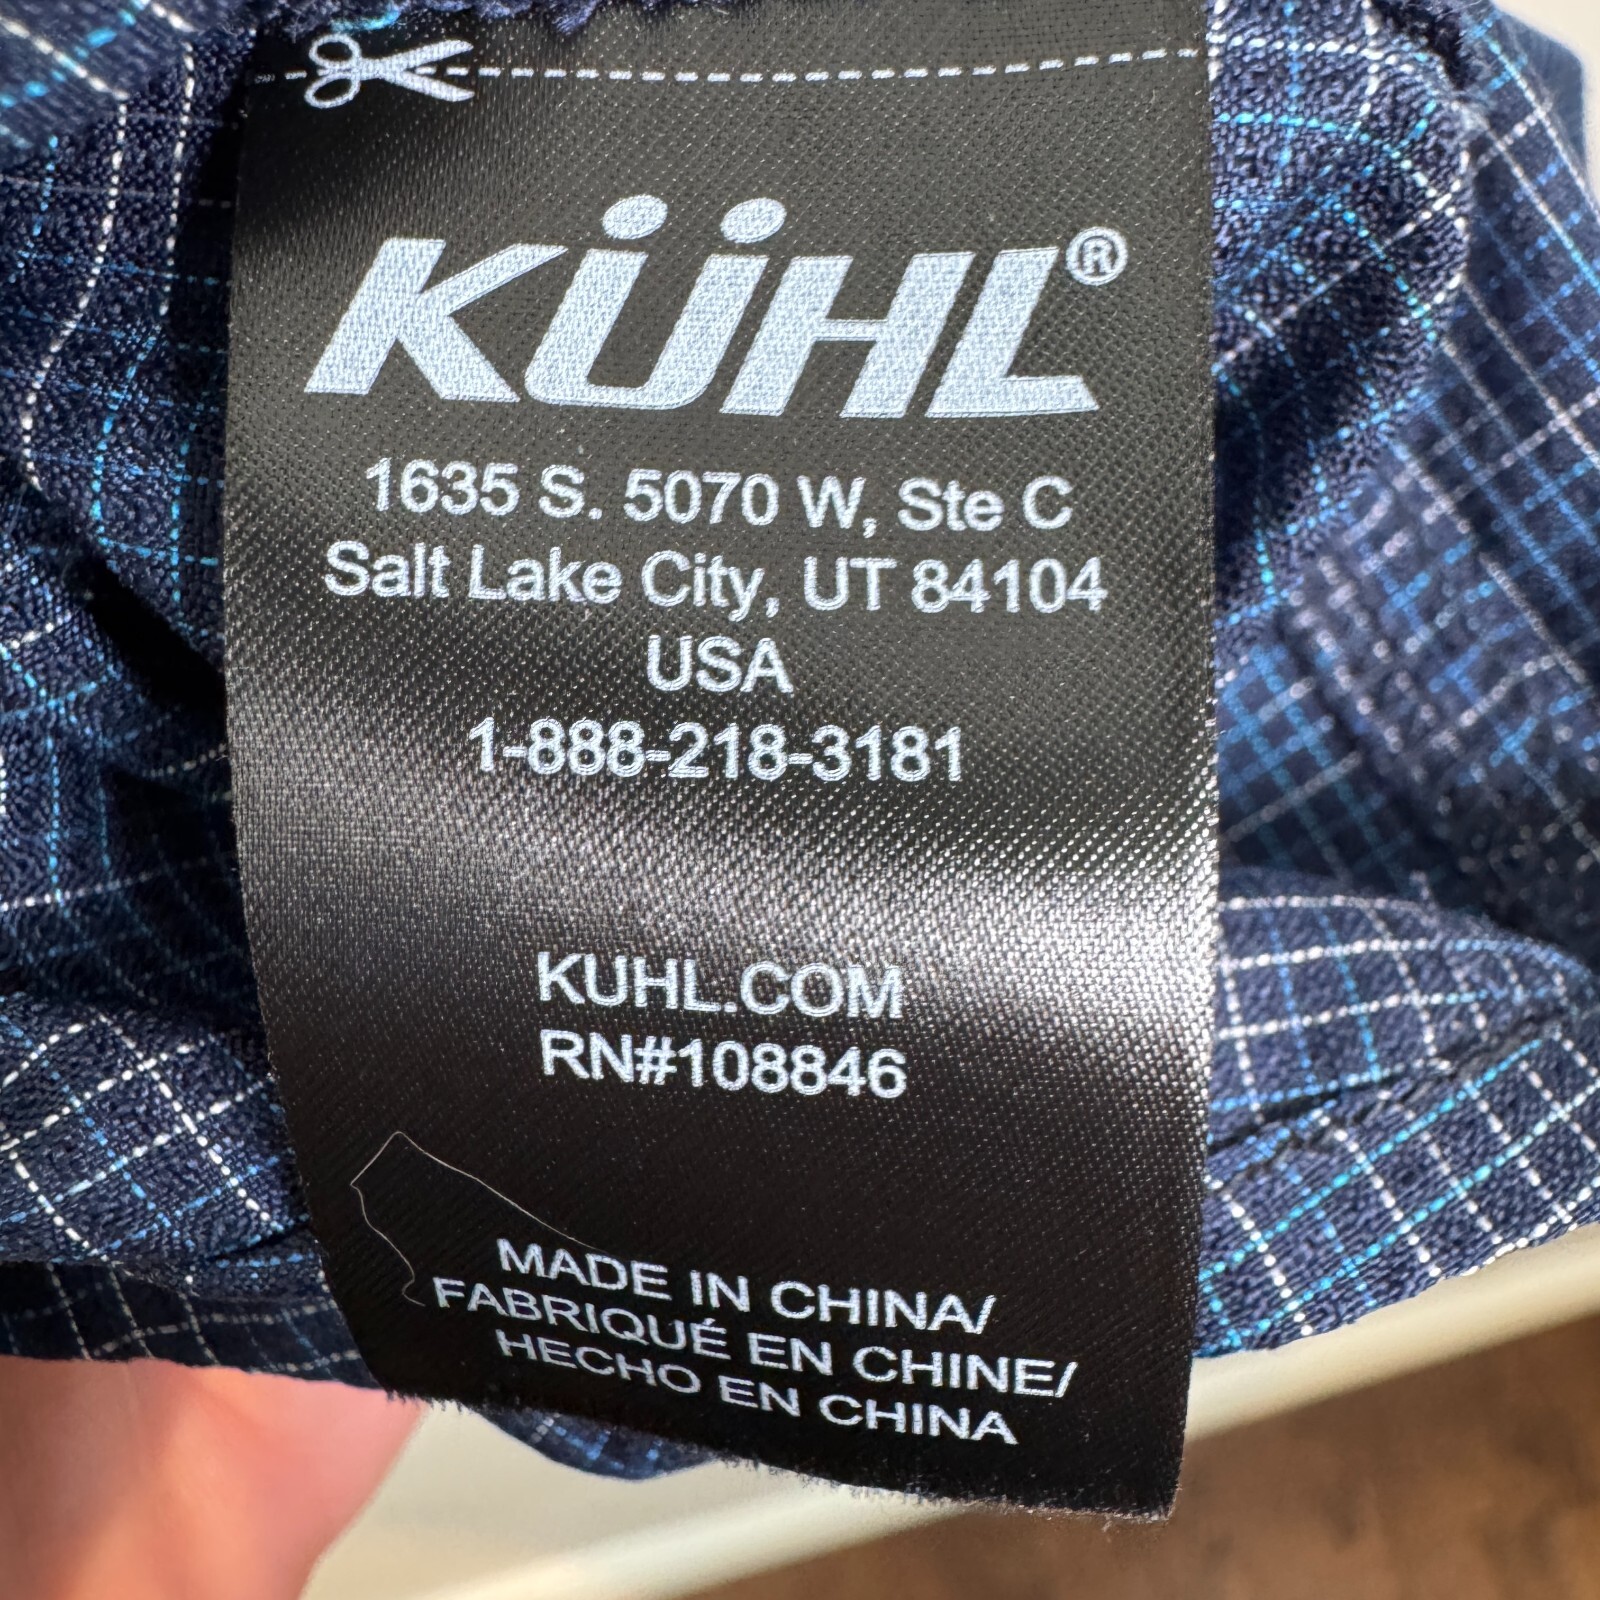 KÜHL®
1635 S. 5070 W, Ste C
Salt Lake City, UT 84104
USA
1-888-218-3181
KUHL.COM
RN#108846
MADE IN CHINA/
FABRIQUÉ EN CHINE/
HECHO EN CHINA